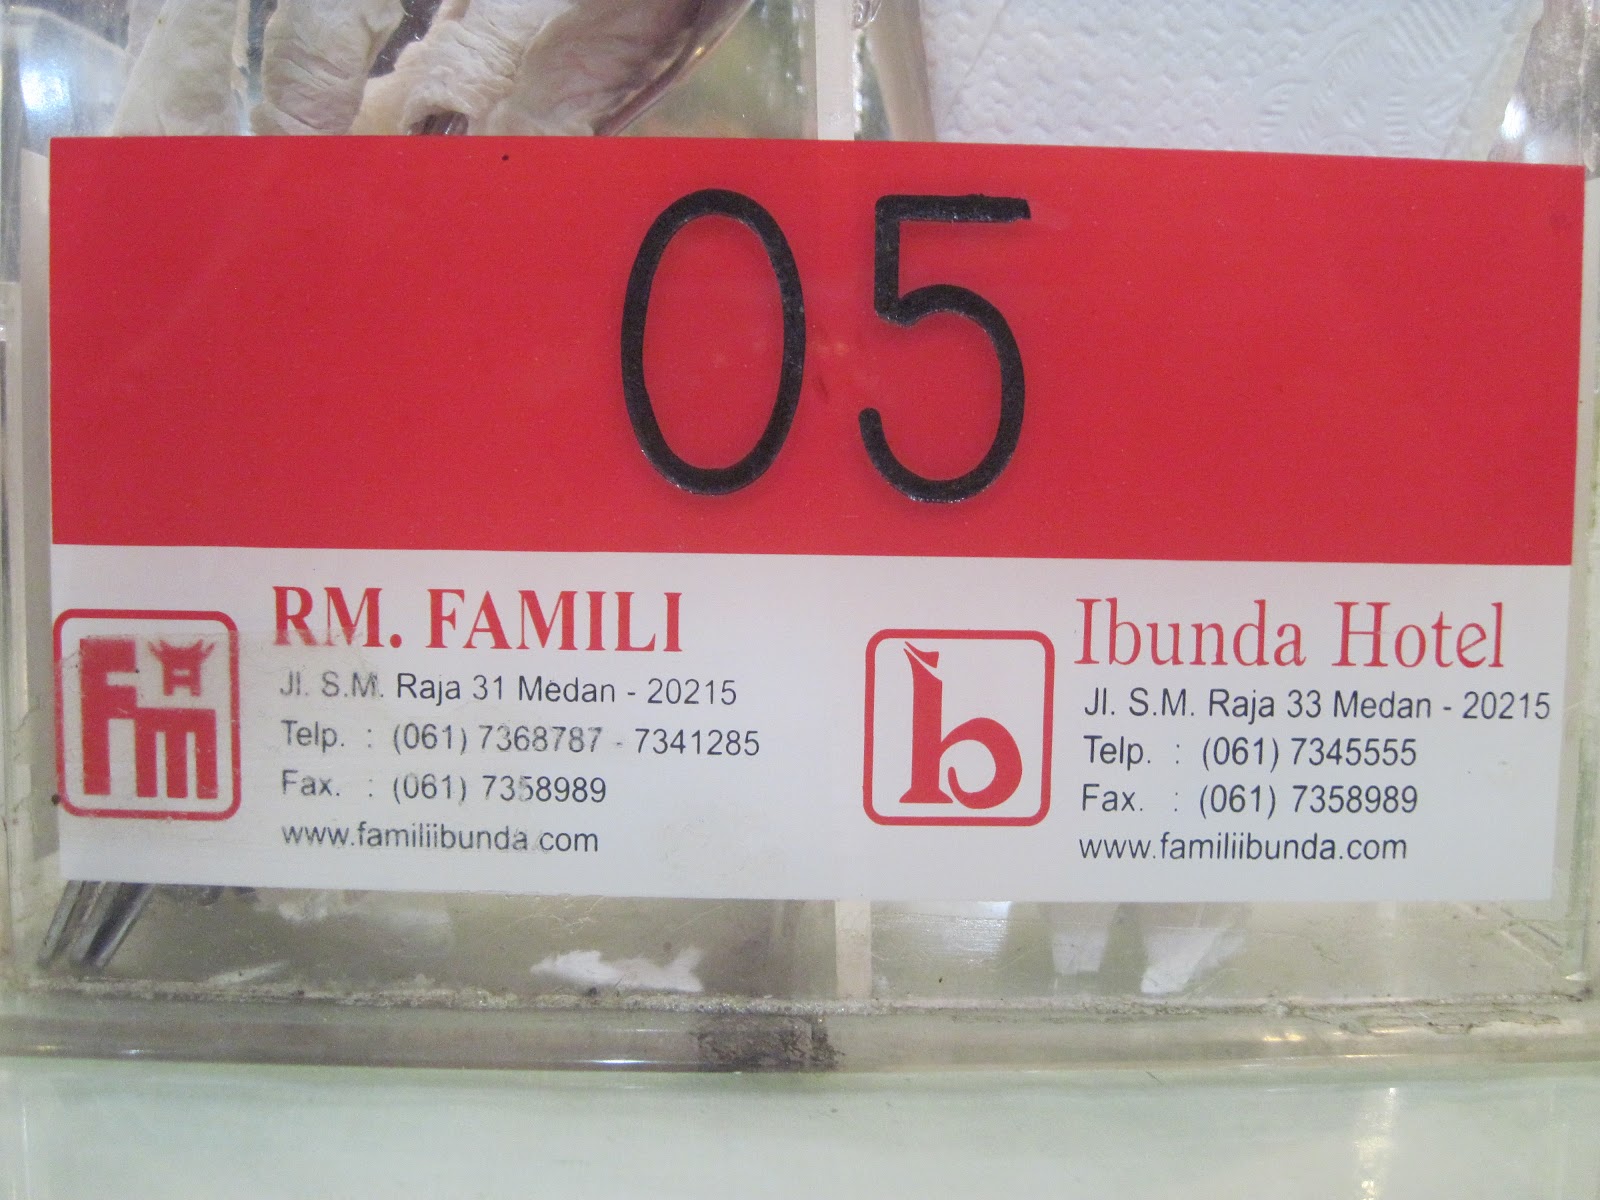 05
RM. FAMILI
Jl. S.M. Raja 31 Medan - 20215
Telp. : (061) 7368787 - 7341285
Fax. : (061) 7358989
www.familiibunda.com
Fm
b
Ibunda Hotel
Jl. S.M. Raja 33 Medan - 20215
Telp. : (061) 7345555
Fax. : (061) 7358989
www.familiibunda.com